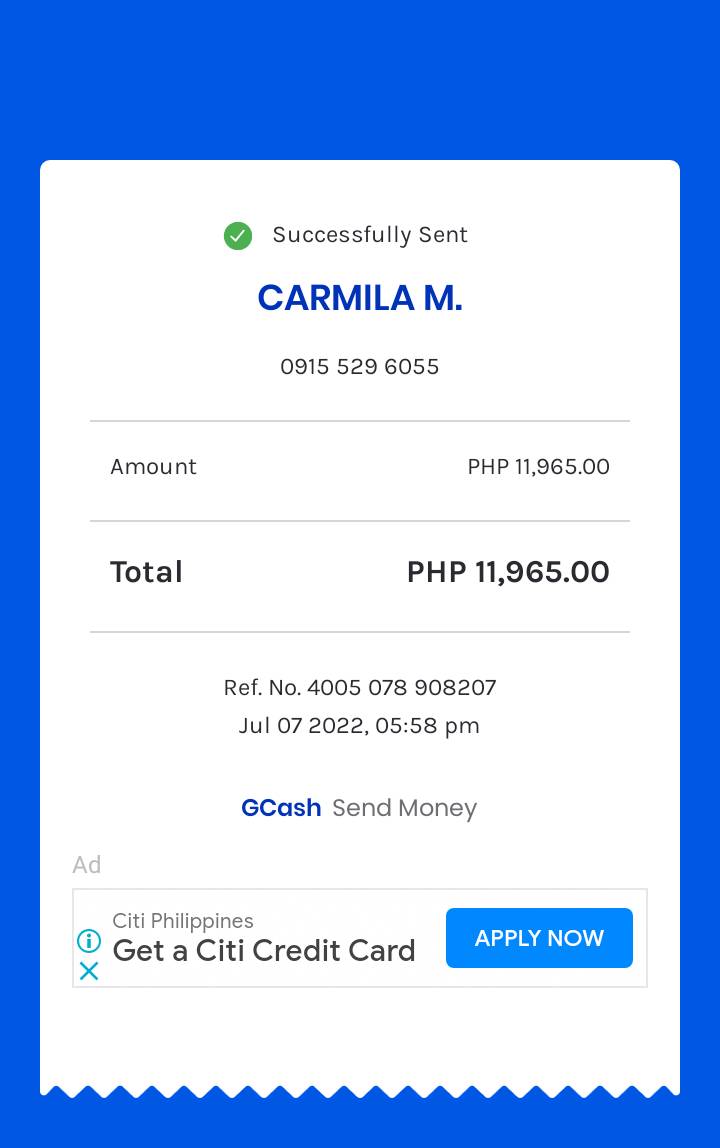 Successfully Sent
CARMILA M.
0915 529 6055
Amount PHP 11,965.00
Total PHP 11,965.00
Ref. No. 4005 078 908207
Jul 07 2022, 05:58 pm
GCash Send Money
Ad
Citi Philippines
Get a Citi Credit Card
APPLY NOW